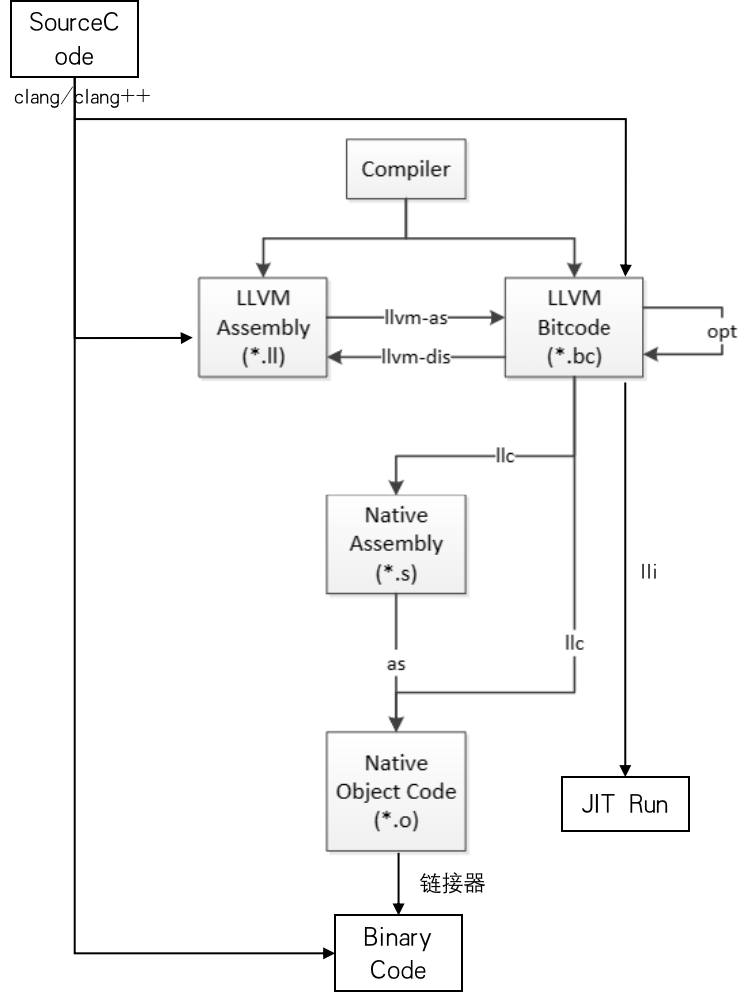 SourceC
ode
clang/clang++
Compiler
LLVM
Assembly
(*.ll)
llvm-as
llvm-dis
LLVM
Bitcode
(*.bc)
opt
llc
Native
Assembly
(*.s)
lli
llc
as
Native
Object Code
(*.o)
JIT Run
链接器
Binary
Code